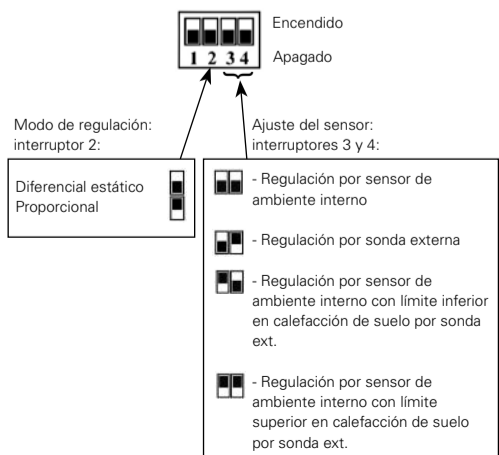 Encendido
1 2 3 4
Apagado
Modo de regulación:
interruptor 2:
Diferencial estático
Proporcional
Ajuste del sensor:
interruptores 3 y 4:
- Regulación por sensor de
ambiente interno
- Regulación por sonda externa
- Regulación por sensor de
ambiente interno con límite inferior
en calefacción de suelo por sonda
ext.
- Regulación por sensor de
ambiente interno con límite
superior en calefacción de suelo
por sonda ext.